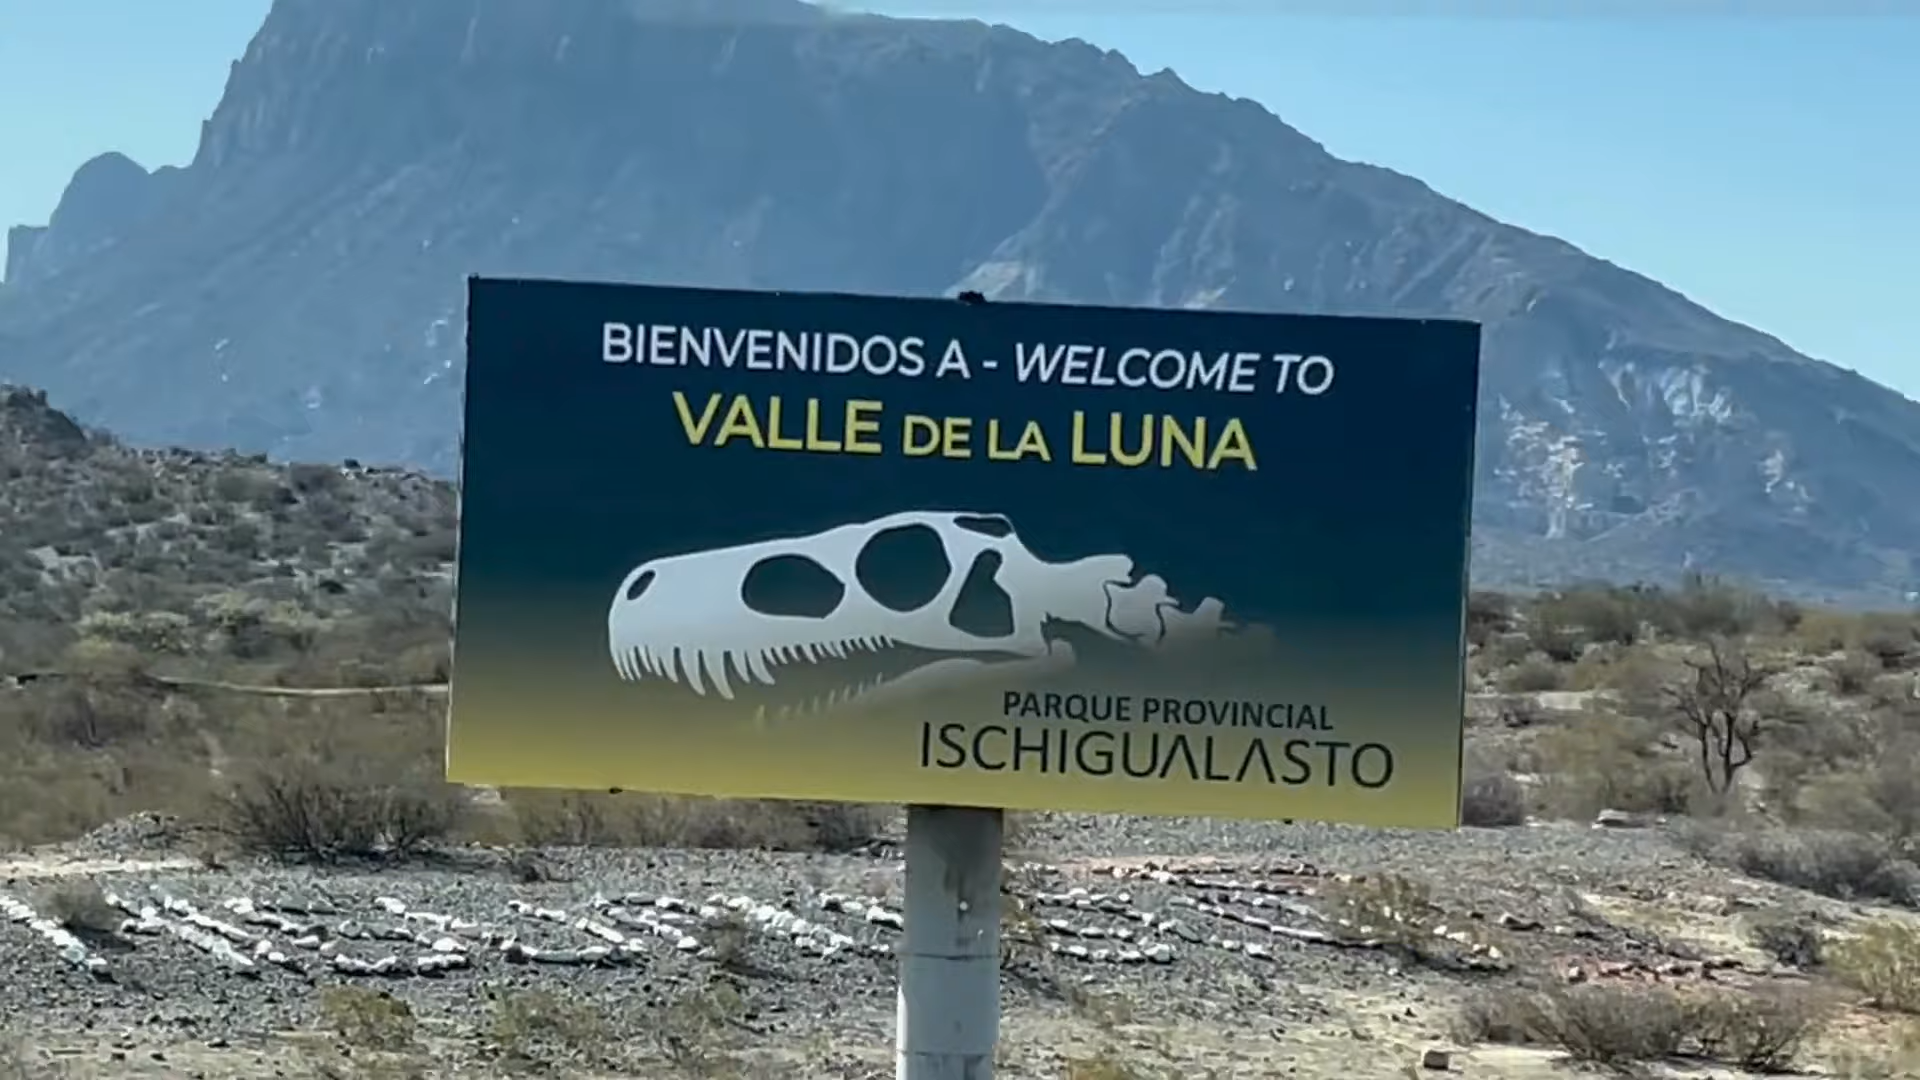 BIENVENIDOS A - WELCOME TO
VALLE DE LA LUNA
PARQUE PROVINCIAL
ISCHIGUALASTO